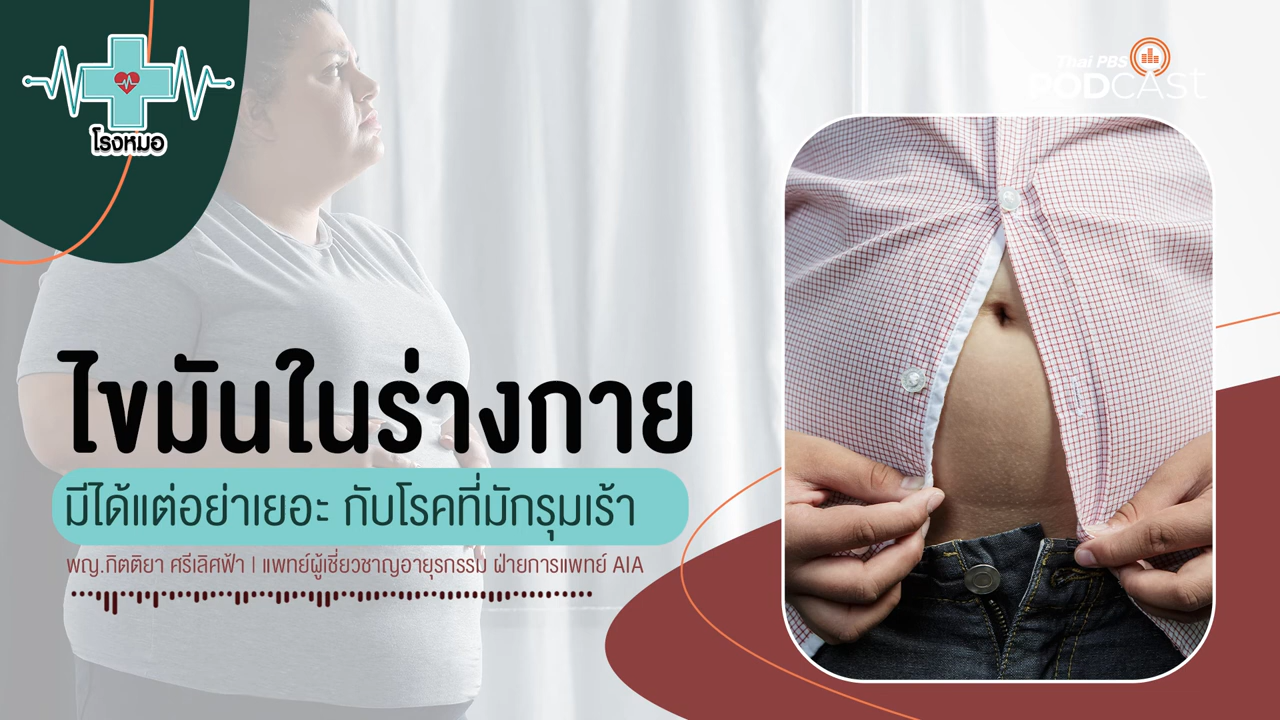 โรงหมอ
Thai PBS
PODCAST
ไขมันในร่างกาย
มีได้แต่อย่าเยอะ กับโรคที่มักรุมเร้า
พญ.กิตติยา ศรีเลิศฟ้า | แพทย์ผู้เชี่ยวชาญอายุรกรรม ฝ่ายการแพทย์ AIA